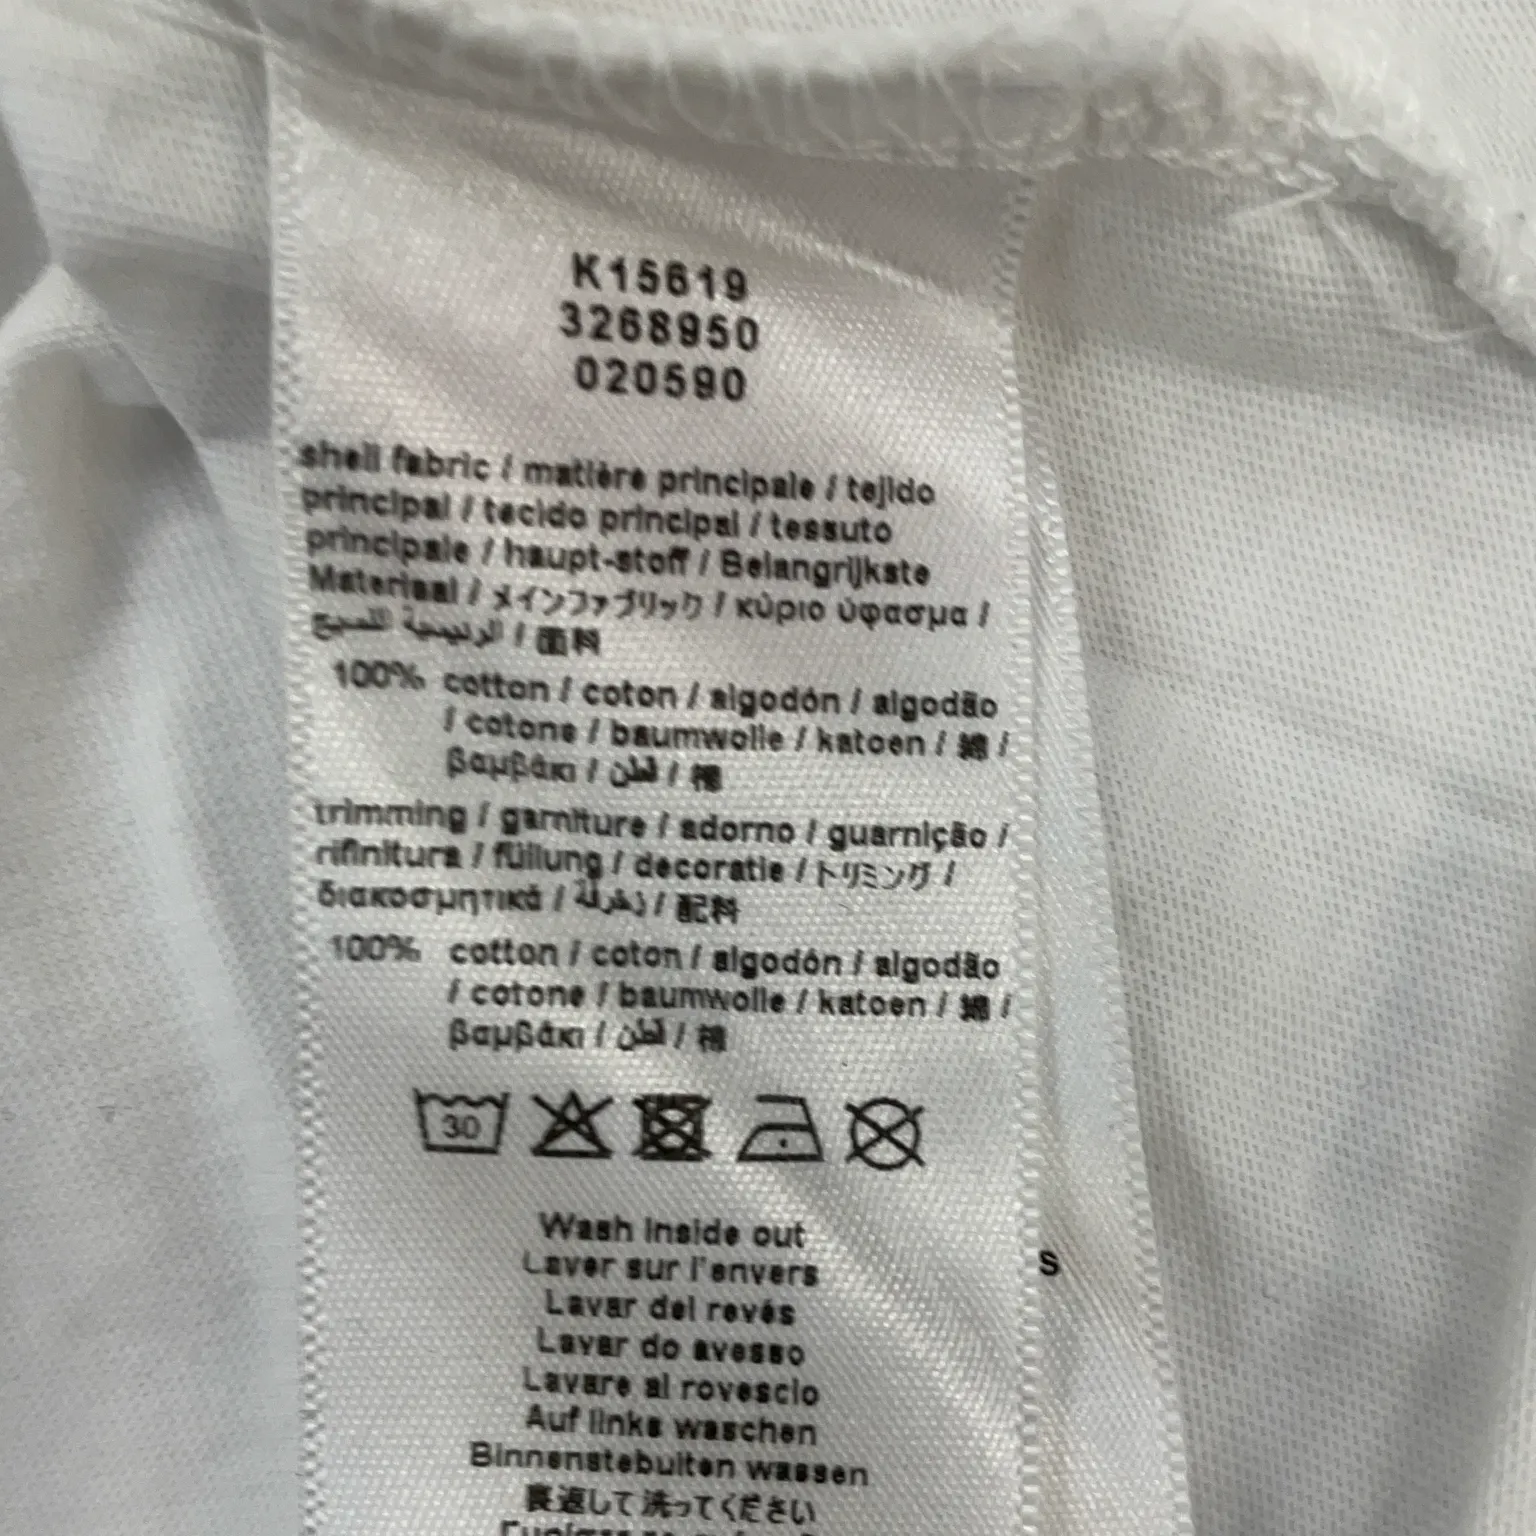 K15619
3268950
020590
shell fabric / matière principale / tejido
principal / tecido principal / tessuto
principale / haupt-stoff / Belangrijkste
Materiaal / メインファブリック / κύριο ύφασμα /
الرئيسية النسيج / 面料
100% cotton / coton / algodón / algodão
/ cotone / baumwolle / katoen / 綿 /
βαμβάκι / قطن / 棉
trimming / garniture / adorno / guarnição /
rifinitura / füllung / decoratie / トリミング /
διακοσμητικά / زخرفة / 配料
100% cotton / coton / algodón / algodão
/ cotone / baumwolle / katoen / 綿 /
βαμβάκι / قطن / 棉
30
Wash inside out
Laver sur l'envers
Lavar del revés
Lavar do avesso
Lavare al rovescio
Auf links waschen
Binnenstebuiten wassen
裏返して洗ってください
S